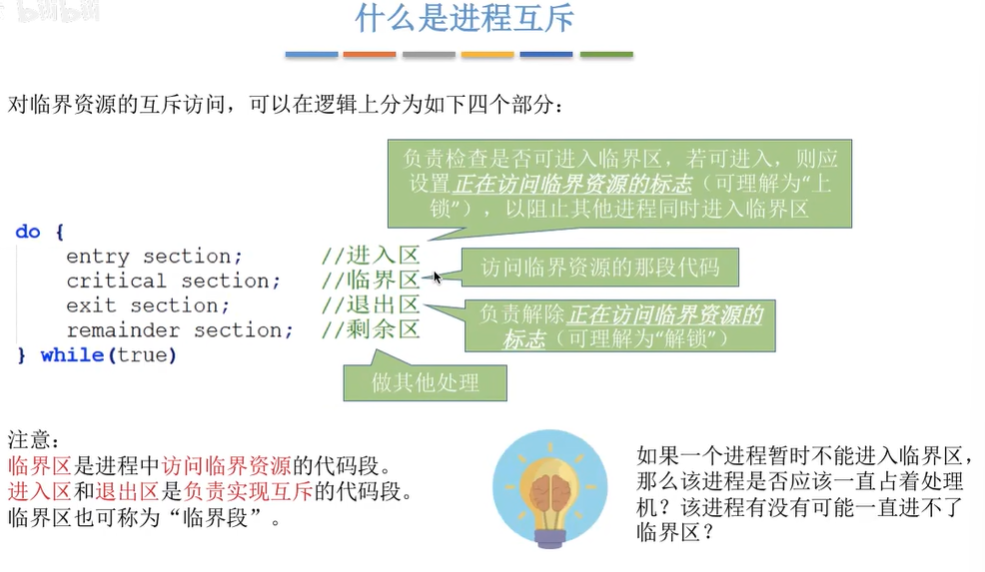 bilibili
什么是进程互斥
对临界资源的互斥访问，可以在逻辑上分为如下四个部分：
负责检查是否可进入临界区，若可进入，则应
设置正在访问临界资源的标志（可理解为“上
锁”），以阻止其他进程同时进入临界区
do {
entry section; //进入区
critical section; //临界区
exit section; //退出区
remainder section; //剩余区
} while(true)
访问临界资源的那段代码
负责解除正在访问临界资源的
标志（可理解为“解锁”）
做其他处理
注意：
临界区是进程中访问临界资源的代码段。
进入区和退出区是负责实现互斥的代码段。
临界区也可称为“临界段”。
如果一个进程暂时不能进入临界区，
那么该进程是否应该一直占着处理
机？该进程有没有可能一直进不了
临界区？